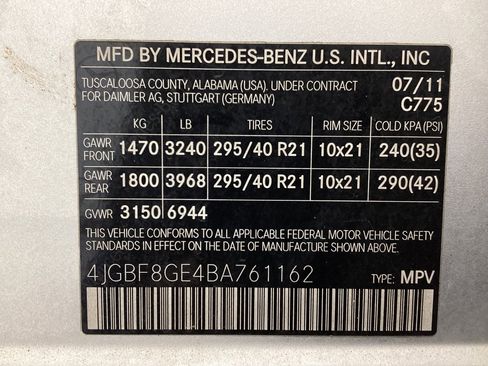 MFD BY MERCEDES-BENZ U.S. INTL., INC
TUSCALOOSA COUNTY, ALABAMA (USA). UNDER CONTRACT 07/11
FOR DAIMLER AG, STUTTGART (GERMANY) C775
KG LB TIRES RIM SIZE COLD KPA (PSI)
GAWR FRONT 1470 3240 295/40 R21 10x21 240(35)
GAWR REAR 1800 3968 295/40 R21 10x21 290(42)
GVWR 3150 6944
THIS VEHICLE CONFORMS TO ALL APPLICABLE FEDERAL MOTOR VEHICLE SAFETY
STANDARDS IN EFFECT ON THE DATE OF MANUFACTURE SHOWN ABOVE.
4JGBF8GE4BA761162 TYPE: MPV